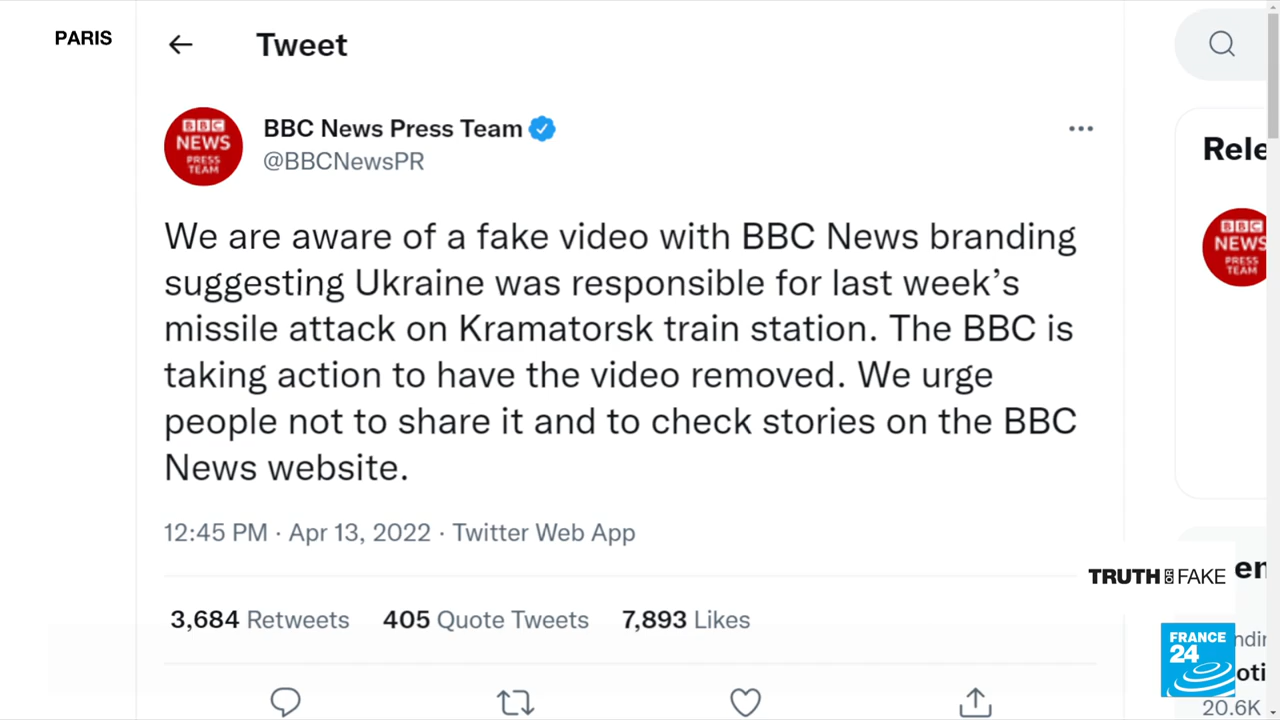 PARIS
Tweet
BBC NEWS PRESS TEAM
BBC News Press Team
@BBCNewsPR
We are aware of a fake video with BBC News branding
suggesting Ukraine was responsible for last week’s
missile attack on Kramatorsk train station. The BBC is
taking action to have the video removed. We urge
people not to share it and to check stories on the BBC
News website.
12:45 PM · Apr 13, 2022 · Twitter Web App
3,684 Retweets 405 Quote Tweets 7,893 Likes
Rele
BBC NEWS PRESS TEAM
TRUTH OR FAKE
FRANCE
24
20.6K